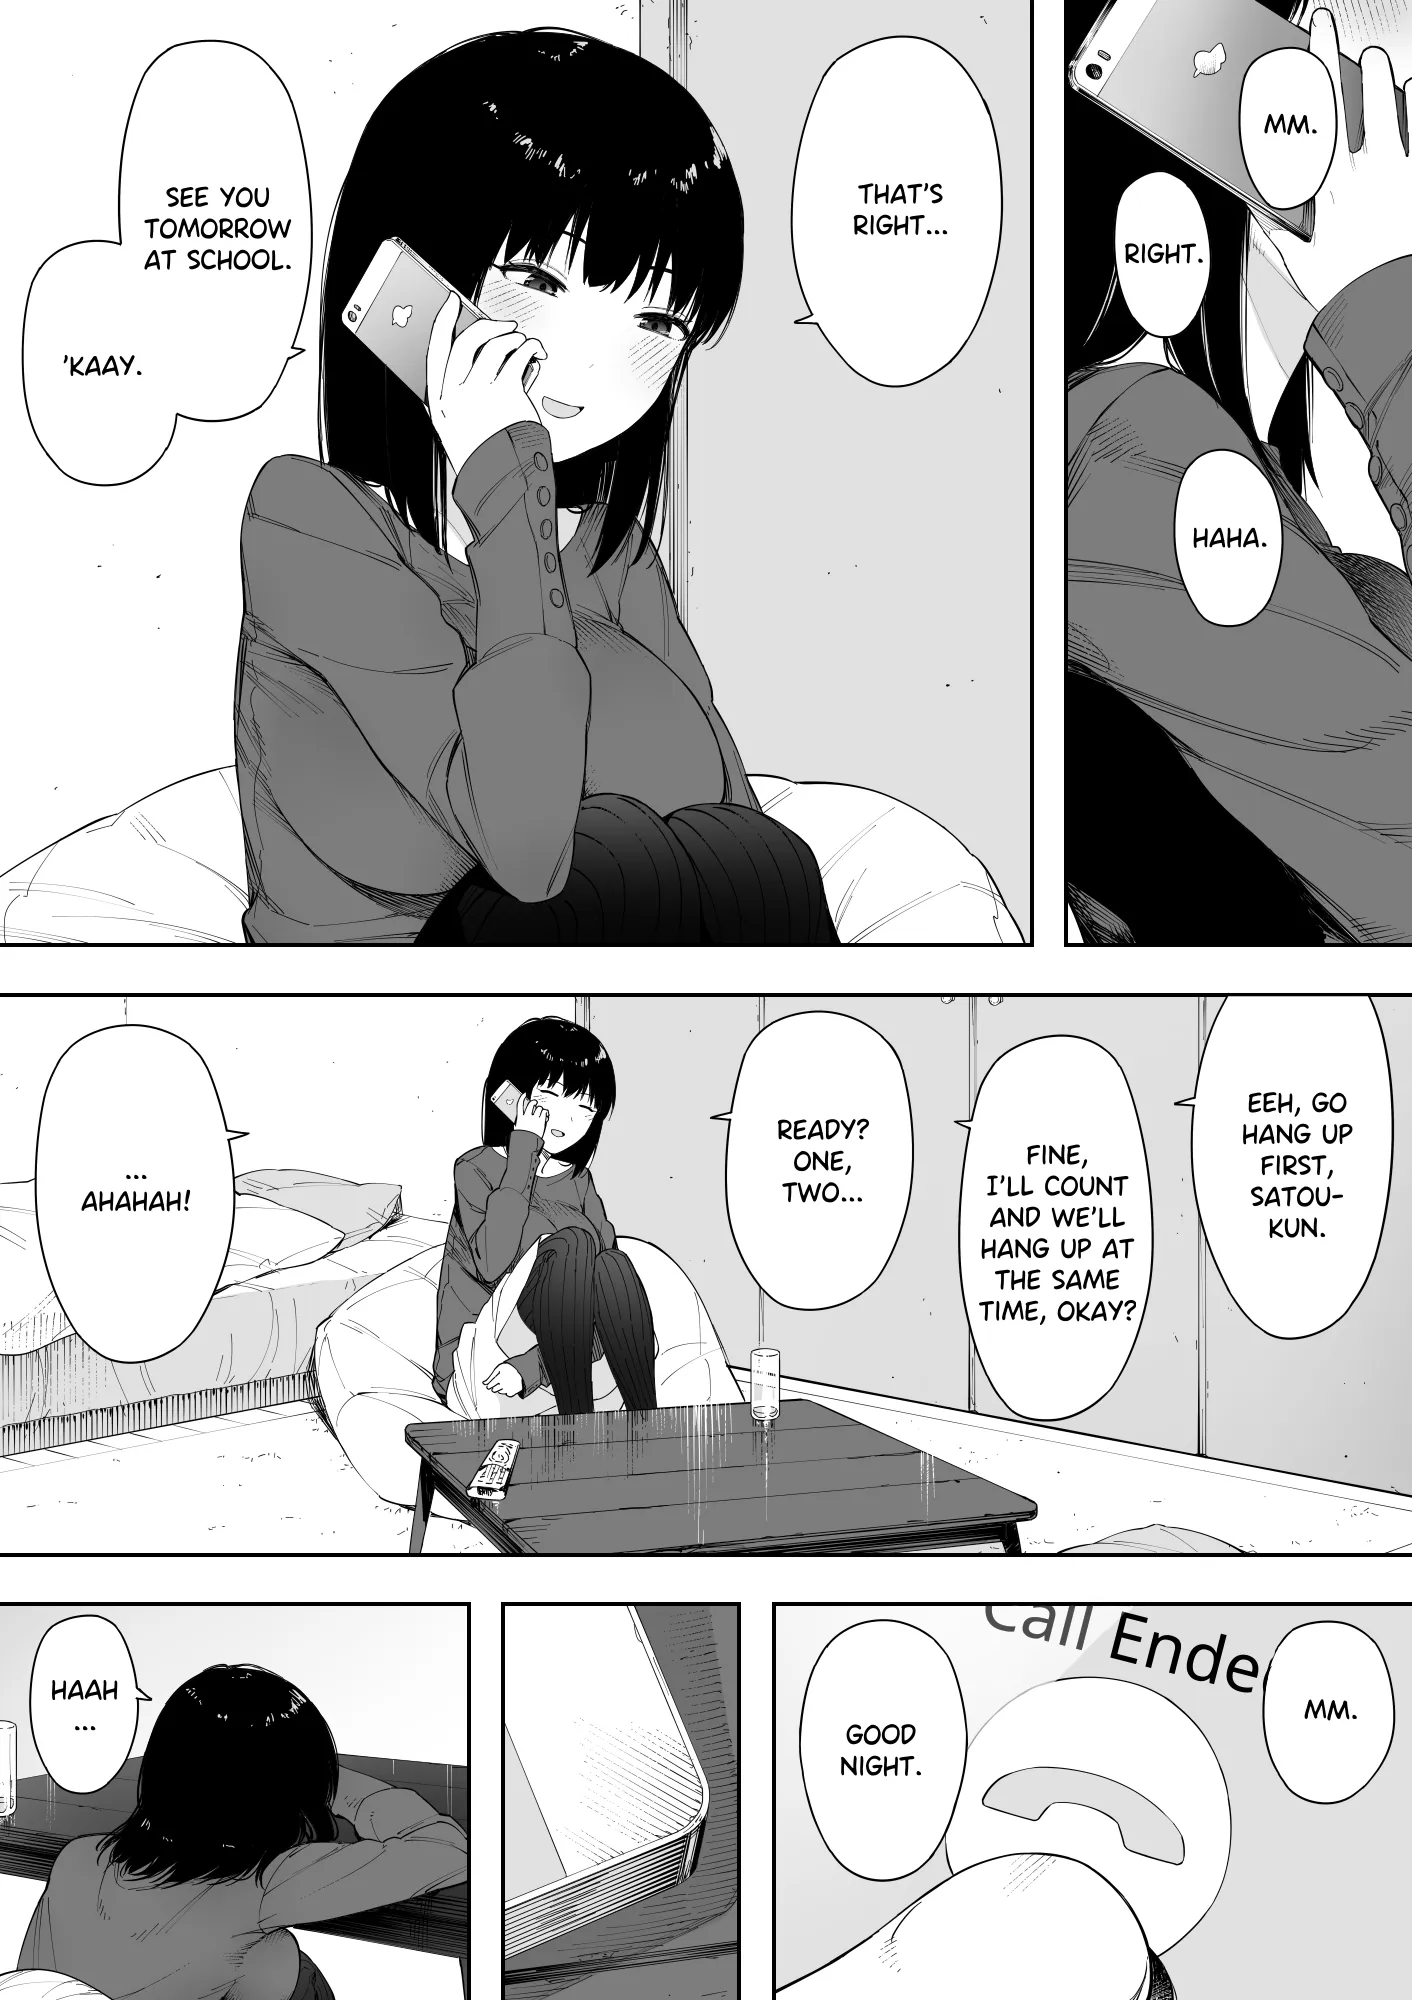 MM.
RIGHT.
HAHA.
THAT'S
RIGHT...
SEE YOU
TOMORROW
AT SCHOOL.
'KAAY.
EEH, GO
HANG UP
FIRST,
SATOU-
KUN.
FINE,
I'LL COUNT
AND WE'LL
HANG UP AT
THE SAME
TIME, OKAY?
READY?
ONE,
TWO...
...
AHAHAH!
MM.
Call Ended
GOOD
NIGHT.
HAAH
...